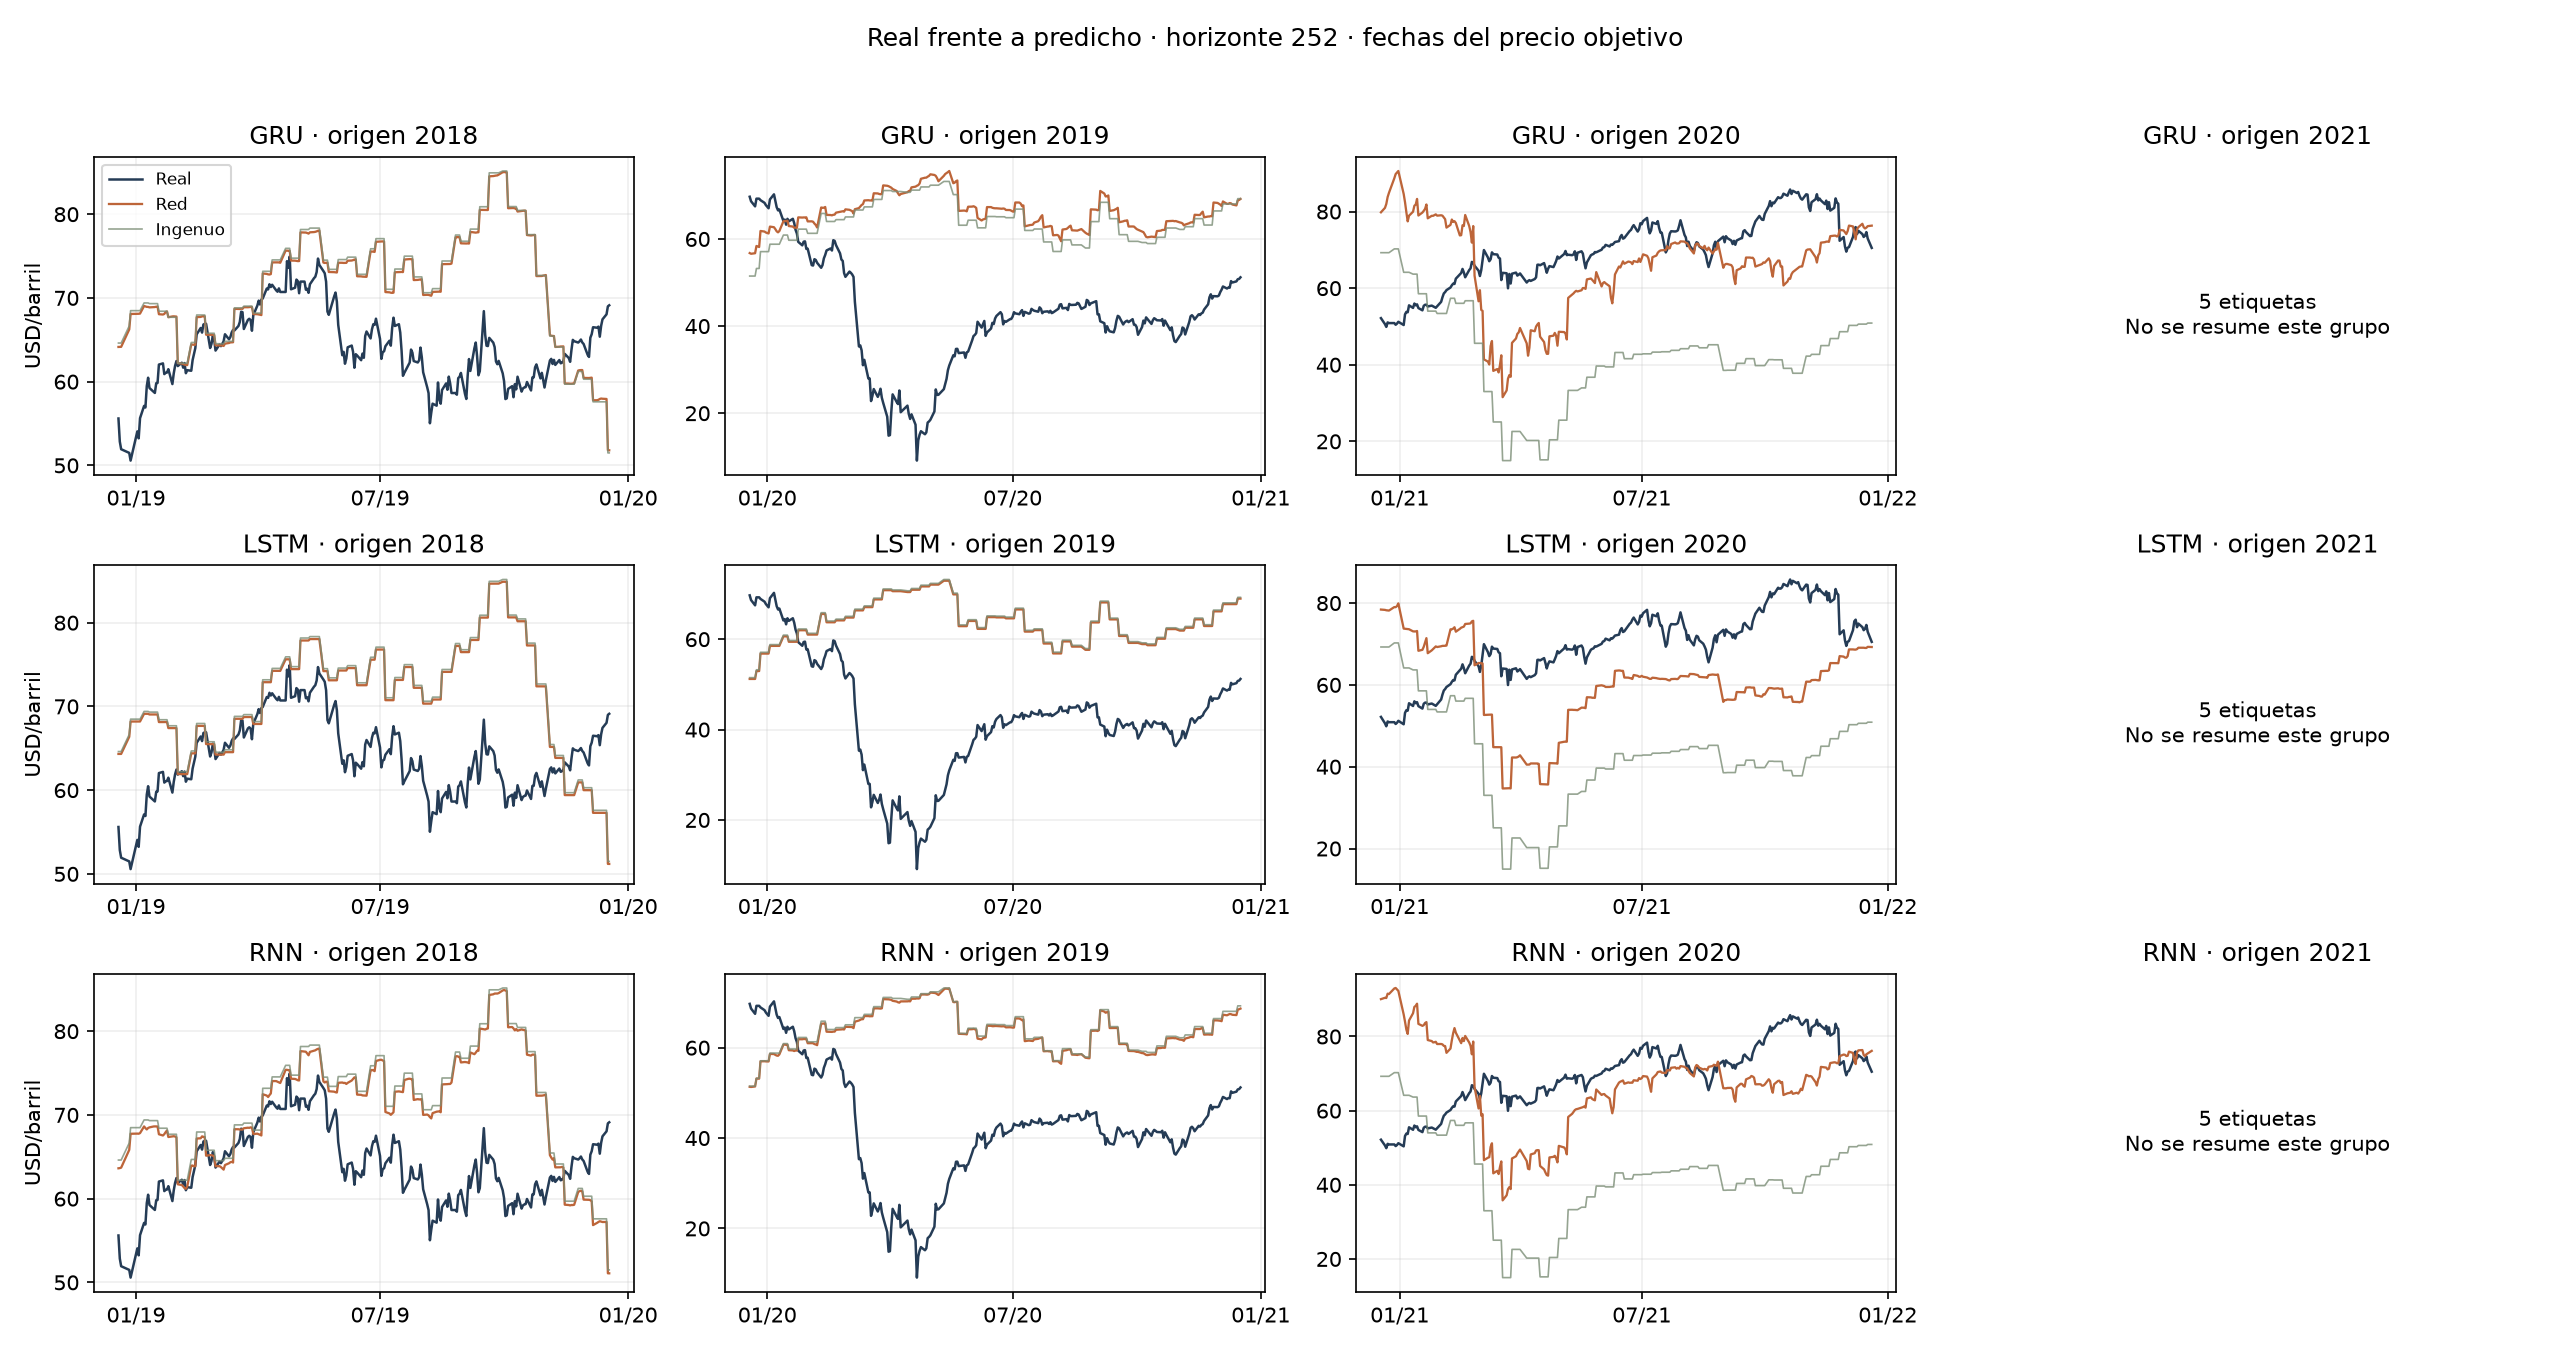 Real frente a predicho · horizonte 252 · fechas del precio objetivo
GRU · origen 2018
GRU · origen 2019
GRU · origen 2020
GRU · origen 2021
Real
Red
Ingenuo
USD/barril
80
70
60
50
01/19
07/19
01/20
60
40
20
01/20
07/20
01/21
80
60
40
20
01/21
07/21
01/22
5 etiquetas
No se resume este grupo
LSTM · origen 2018
LSTM · origen 2019
LSTM · origen 2020
LSTM · origen 2021
USD/barril
80
70
60
50
01/19
07/19
01/20
60
40
20
01/20
07/20
01/21
80
60
40
20
01/21
07/21
01/22
5 etiquetas
No se resume este grupo
RNN · origen 2018
RNN · origen 2019
RNN · origen 2020
RNN · origen 2021
USD/barril
80
70
60
50
01/19
07/19
01/20
60
40
20
01/20
07/20
01/21
80
60
40
20
01/21
07/21
01/22
5 etiquetas
No se resume este grupo